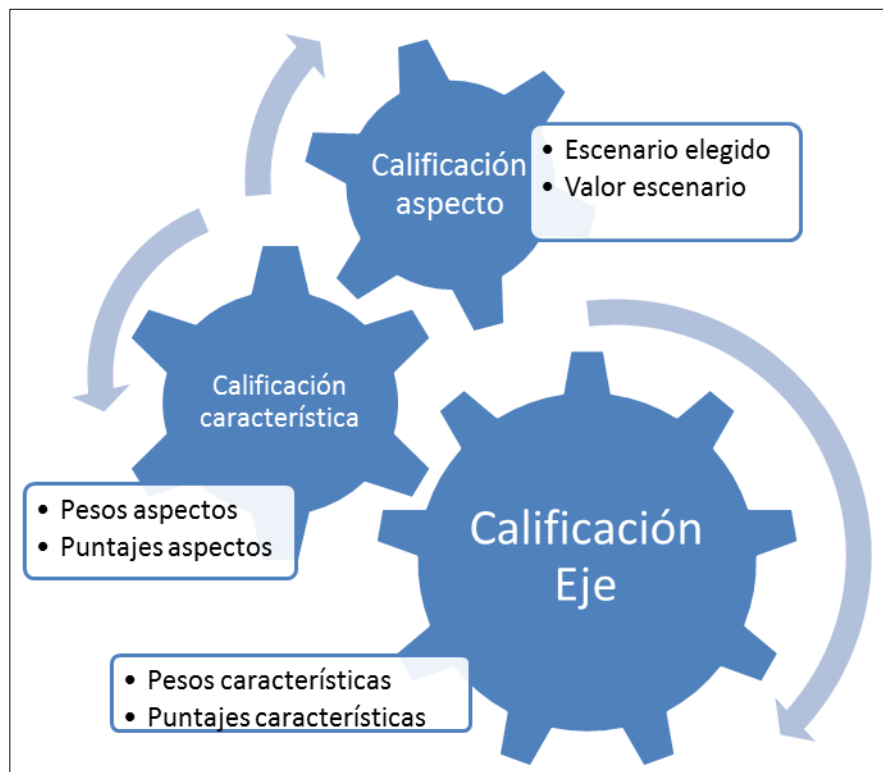 Calificación
aspecto
• Escenario elegido
• Valor escenario
Calificación
característica
• Pesos aspectos
• Puntajes aspectos
Calificación
Eje
• Pesos características
• Puntajes características